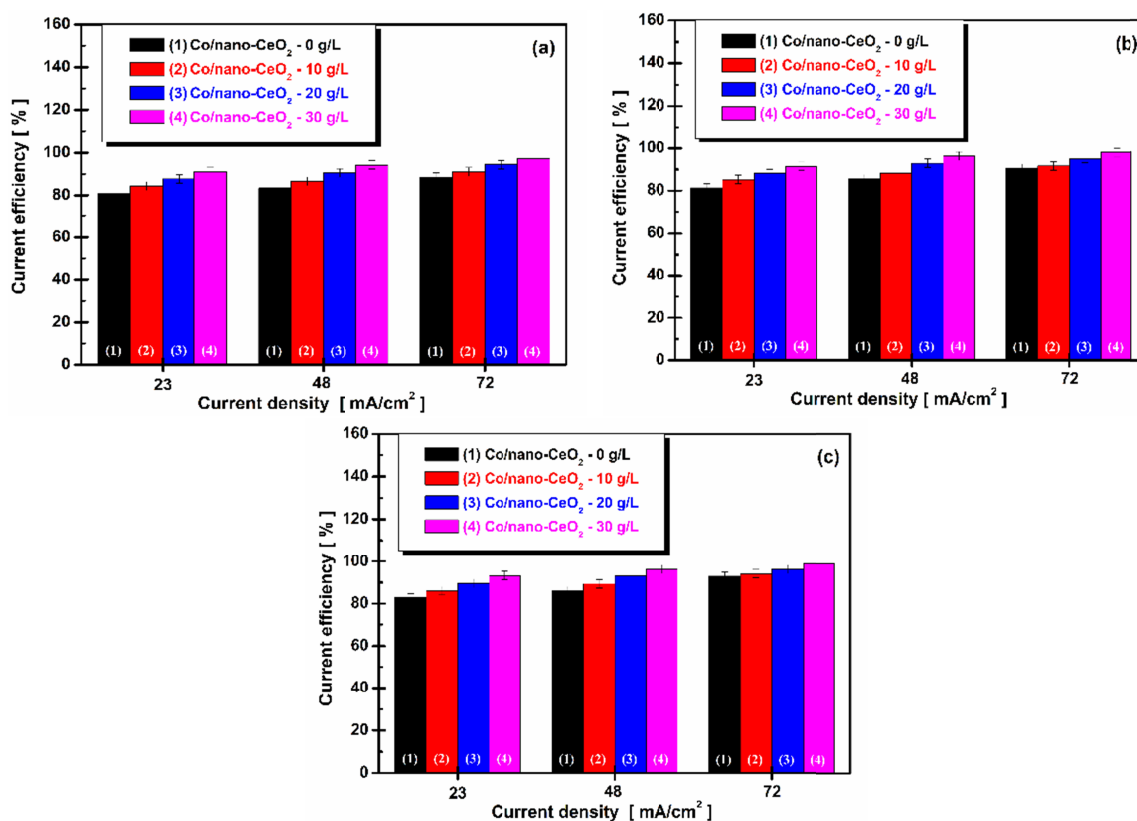 (a)
(1) Co/nano-CeO2 - 0 g/L
(2) Co/nano-CeO2 - 10 g/L
(3) Co/nano-CeO2 - 20 g/L
(4) Co/nano-CeO2 - 30 g/L
Current efficiency [ % ]
160
140
120
100
80
60
40
20
0
(1) (2) (3) (4) (1) (2) (3) (4) (1) (2) (3) (4)
23 48 72
Current density [ mA/cm2 ]
(b)
(1) Co/nano-CeO2 - 0 g/L
(2) Co/nano-CeO2 - 10 g/L
(3) Co/nano-CeO2 - 20 g/L
(4) Co/nano-CeO2 - 30 g/L
Current efficiency [ % ]
160
140
120
100
80
60
40
20
0
(1) (2) (3) (4) (1) (2) (3) (4) (1) (2) (3) (4)
23 48 72
Current density [ mA/cm2 ]
(c)
(1) Co/nano-CeO2 - 0 g/L
(2) Co/nano-CeO2 - 10 g/L
(3) Co/nano-CeO2 - 20 g/L
(4) Co/nano-CeO2 - 30 g/L
Current efficiency [ % ]
160
140
120
100
80
60
40
20
0
(1) (2) (3) (4) (1) (2) (3) (4) (1) (2) (3) (4)
23 48 72
Current density [ mA/cm2 ]